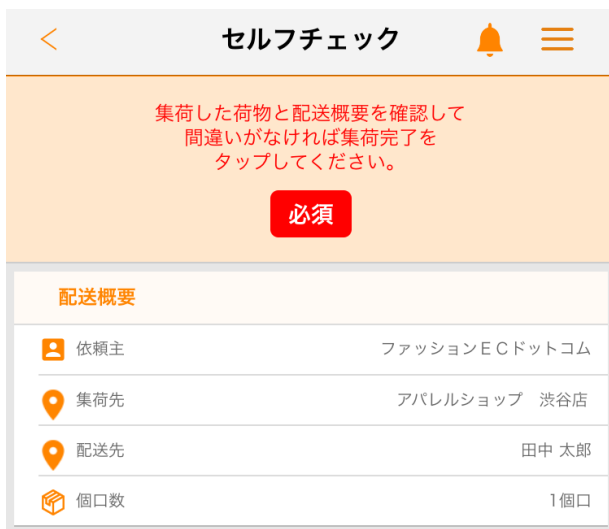 セルフチェック
集荷した荷物と配送概要を確認して
間違いがなければ集荷完了を
タップしてください。
必須
配送概要
依頼主 ファッションＥＣドットコム
集荷先 アパレルショップ　渋谷店
配送先 田中 太郎
個口数 1個口